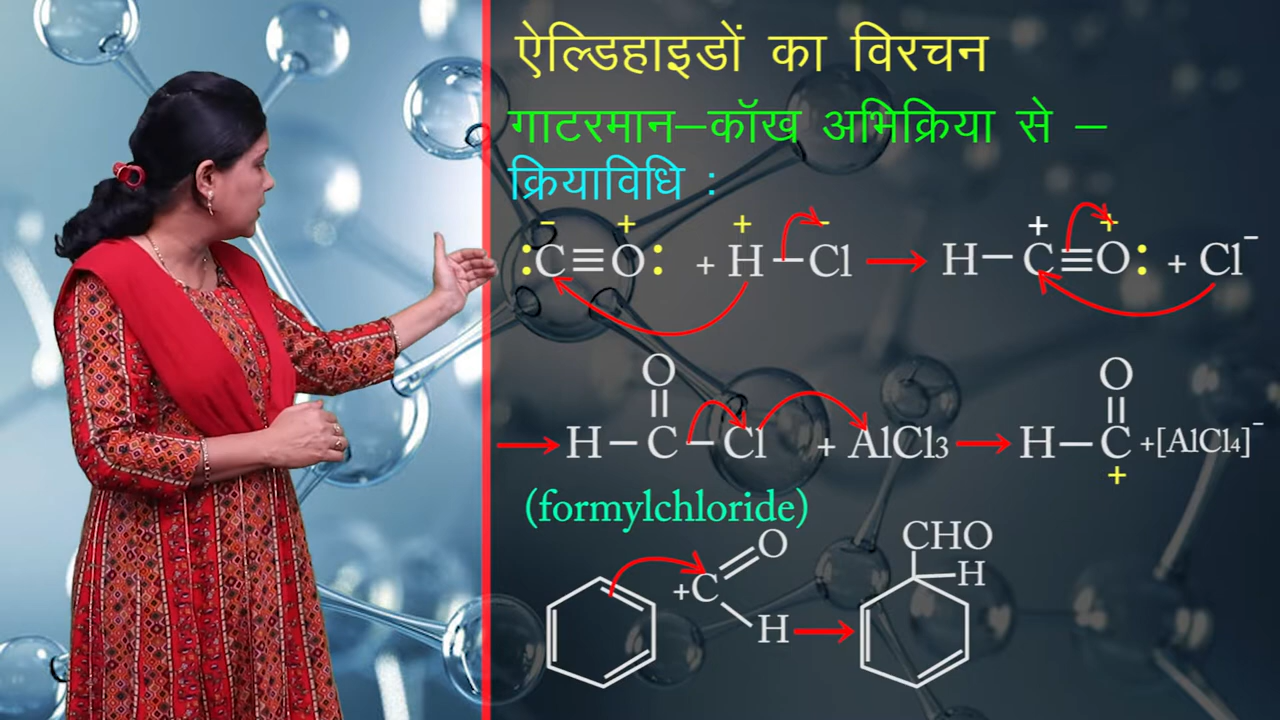 ऐल्डिहाइडों का विरचन
गाटरमान–कॉख अभिक्रिया से –
क्रियाविधि :
:C̄≡O⁺: + H⁺—Cl⁻ → H—C⁺≡O⁺: + Cl⁻
O
→ H—C—Cl + AlCl₃ → H—C⁺ + [AlCl₄]⁻
O
(formylchloride)
O
+C
H
→
CHO
H